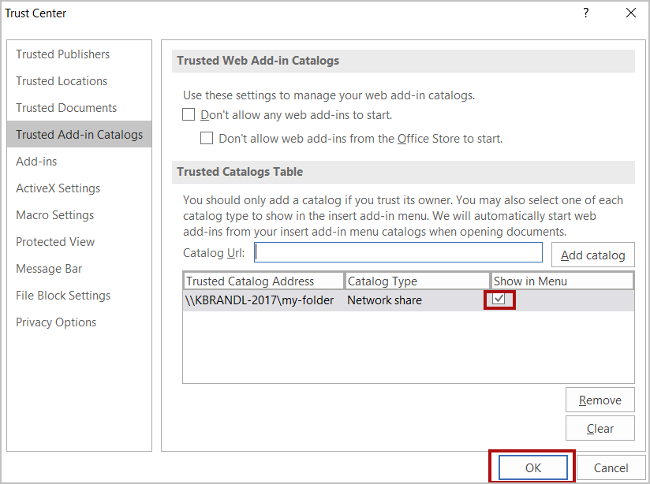 Trust Center
? ×
Trusted Publishers
Trusted Locations
Trusted Documents
Trusted Add-in Catalogs
Add-ins
ActiveX Settings
Macro Settings
Protected View
Message Bar
File Block Settings
Privacy Options
Trusted Web Add-in Catalogs
Use these settings to manage your web add-in catalogs.
Don't allow any web add-ins to start.
Don't allow web add-ins from the Office Store to start.
Trusted Catalogs Table
You should only add a catalog if you trust its owner. You may also select one of each
catalog type to show in the insert add-in menu. We will automatically start web
add-ins from your insert add-in menu catalogs when opening documents.
Catalog Url:
Add catalog
Trusted Catalog Address Catalog Type Show in Menu
\\KBRANDL-2017\my-folder Network share
Remove
Clear
OK Cancel